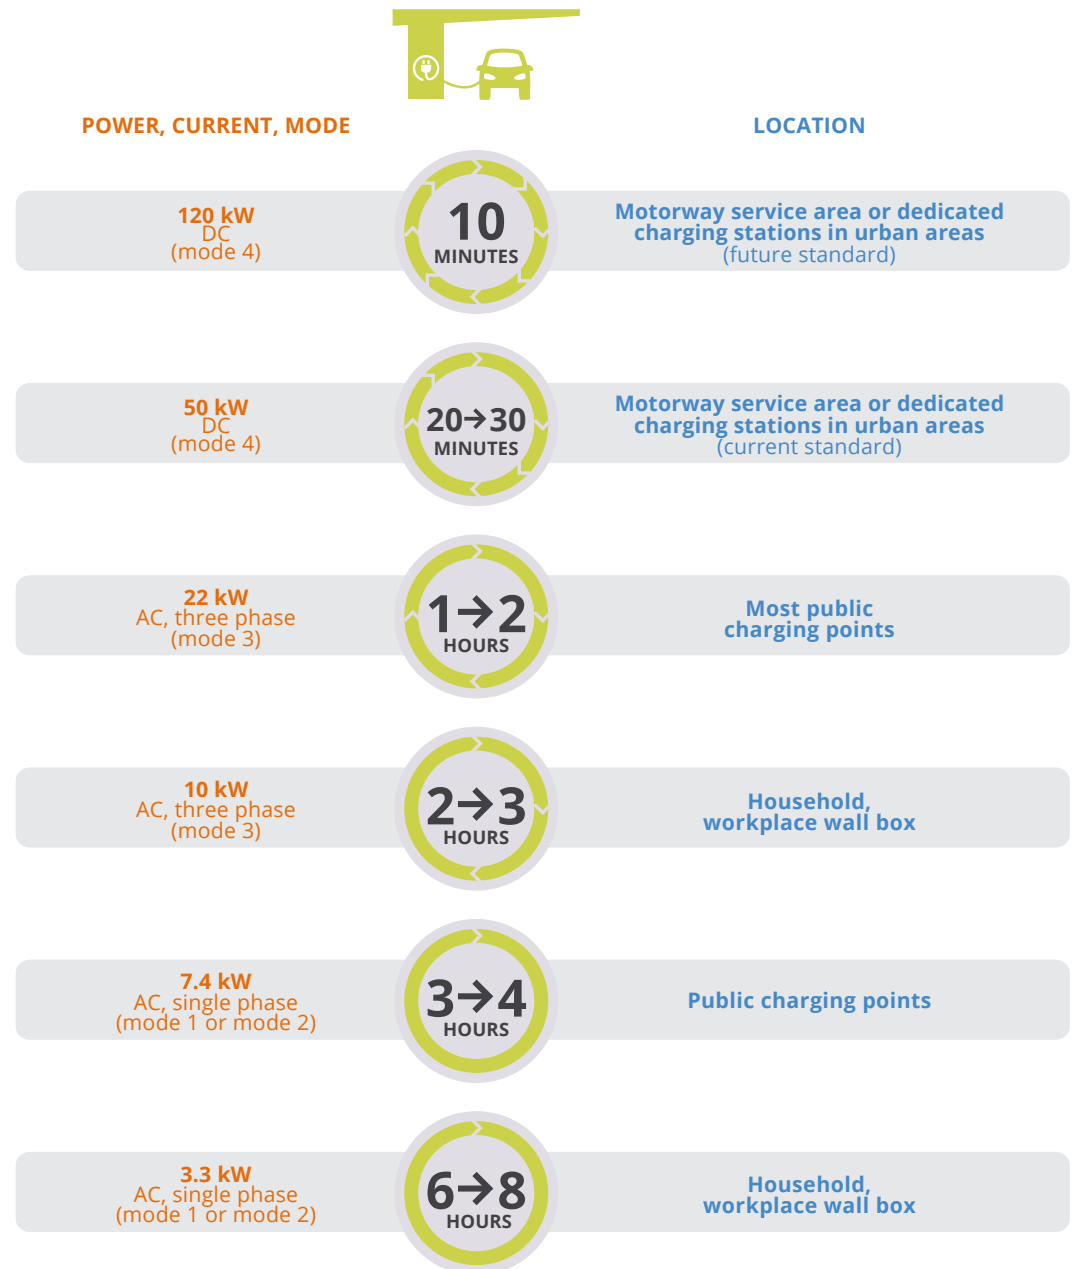 POWER, CURRENT, MODE
LOCATION
120 kW
DC
(mode 4)
10
MINUTES
Motorway service area or dedicated
charging stations in urban areas
(future standard)
50 kW
DC
(mode 4)
20→30
MINUTES
Motorway service area or dedicated
charging stations in urban areas
(current standard)
22 kW
AC, three phase
(mode 3)
1→2
HOURS
Most public
charging points
10 kW
AC, three phase
(mode 3)
2→3
HOURS
Household,
workplace wall box
7.4 kW
AC, single phase
(mode 1 or mode 2)
3→4
HOURS
Public charging points
3.3 kW
AC, single phase
(mode 1 or mode 2)
6→8
HOURS
Household,
workplace wall box